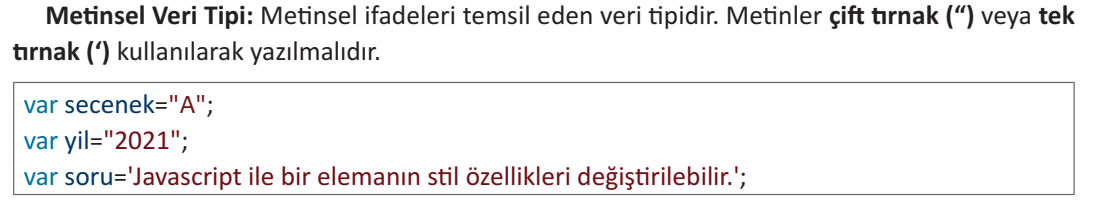 Metinsel Veri Tipi: Metinsel ifadeleri temsil eden veri tipidir. Metinler çift tırnak (“) veya tek
tırnak (‘) kullanılarak yazılmalıdır.
var secenek="A";
var yil="2021";
var soru='Javascript ile bir elemanın stil özellikleri değiştirilebilir.';